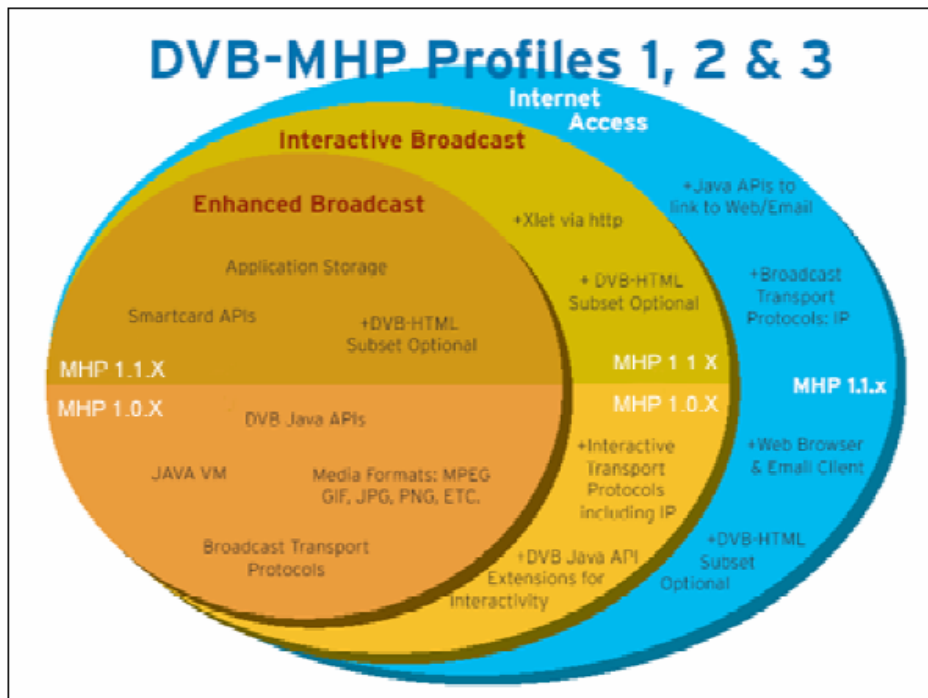 DVB-MHP Profiles 1, 2 & 3
Internet
Access
Interactive Broadcast
Enhanced Broadcast
+Java APIs to
link to Web/Email
+Xlet via http
Application Storage
+Broadcast
Transport
Protocols: IP
+ DVB-HTML
Subset Optional
Smartcard APIs
+DVB-HTML
Subset Optional
MHP 1.1.X
MHP 1 1 X
MHP 1.1.x
MHP 1.0.X
MHP 1.0.X
DVB Java APIs
+Interactive
Transport
Protocols
including IP
+Web Browser
& Email Client
JAVA VM
Media Formats: MPEG
GIF, JPG, PNG, ETC.
Broadcast Transport
Protocols
+DVB Java API
Extensions for
Interactivity
+DVB-HTML
Subset
Optional